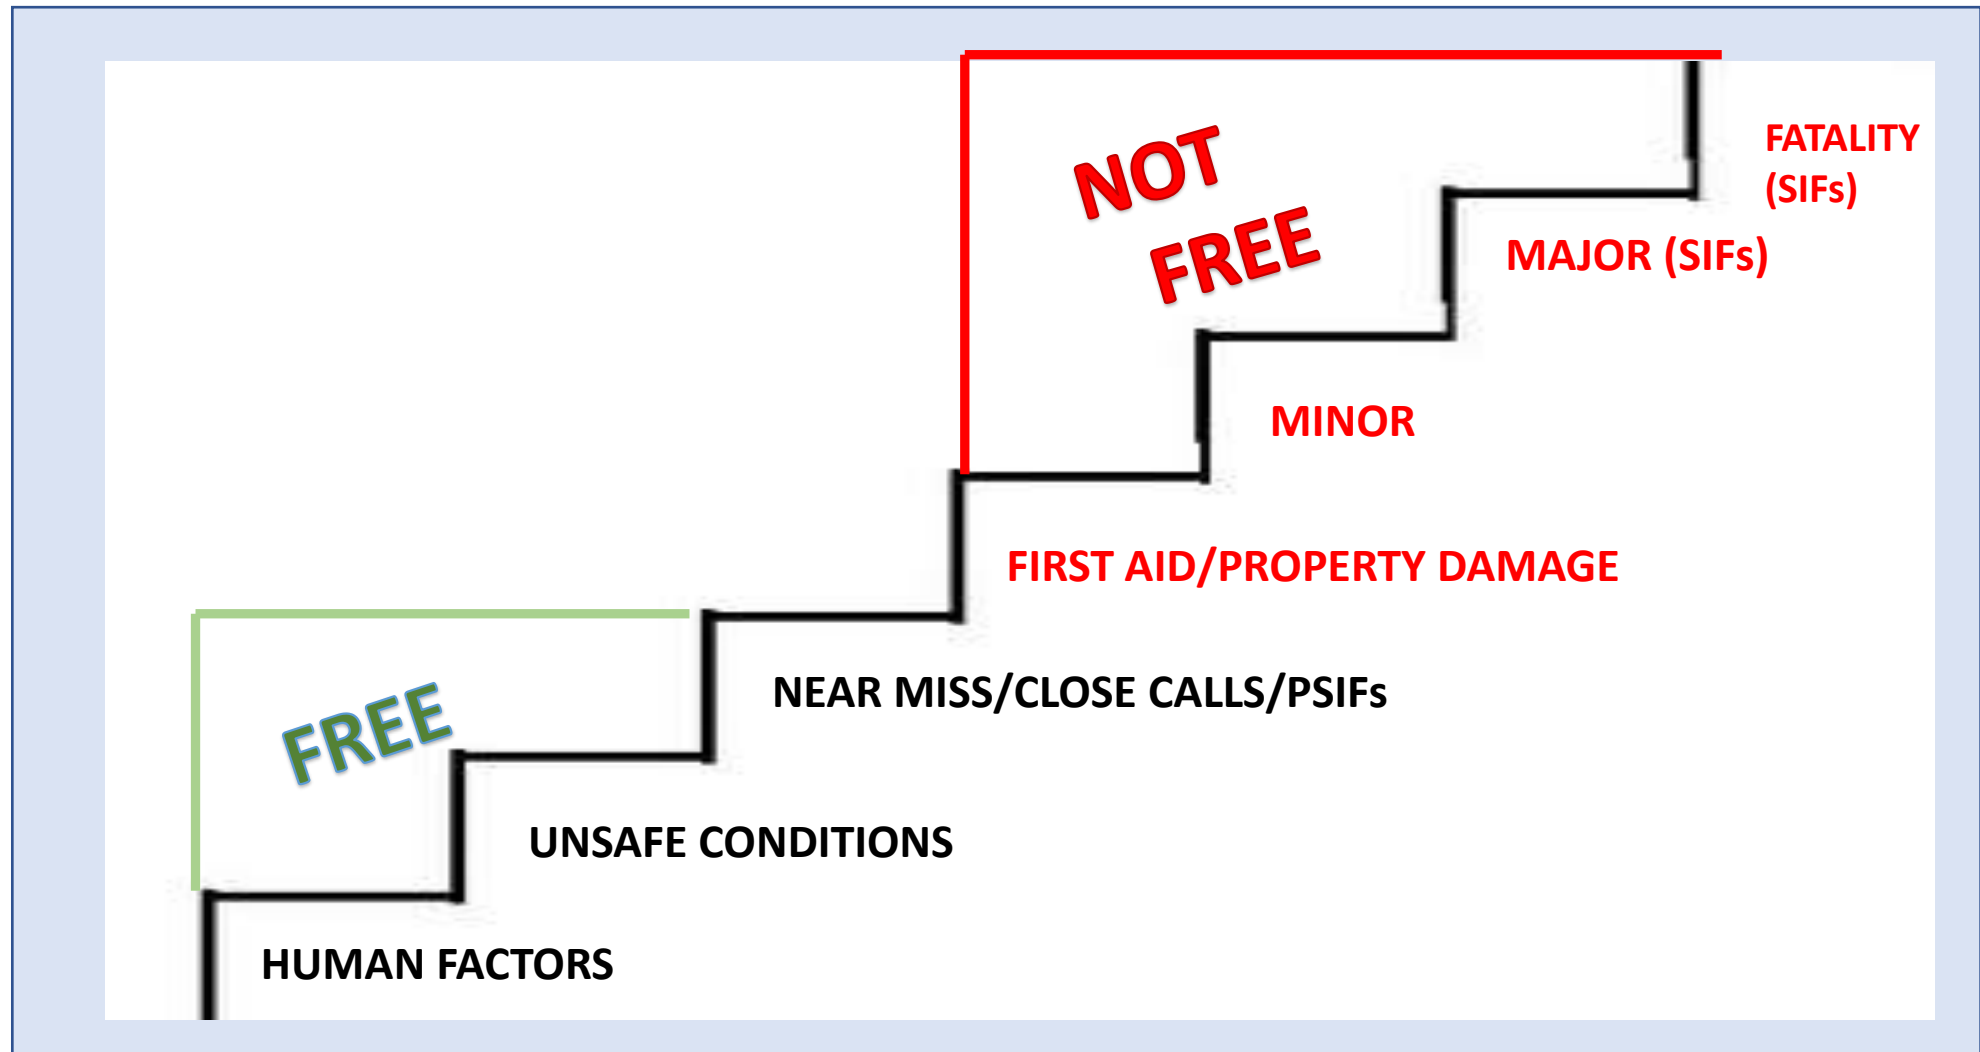 NOT
FREE
FATALITY
(SIFs)
MAJOR (SIFs)
MINOR
FIRST AID/PROPERTY DAMAGE
NEAR MISS/CLOSE CALLS/PSIFs
FREE
UNSAFE CONDITIONS
HUMAN FACTORS